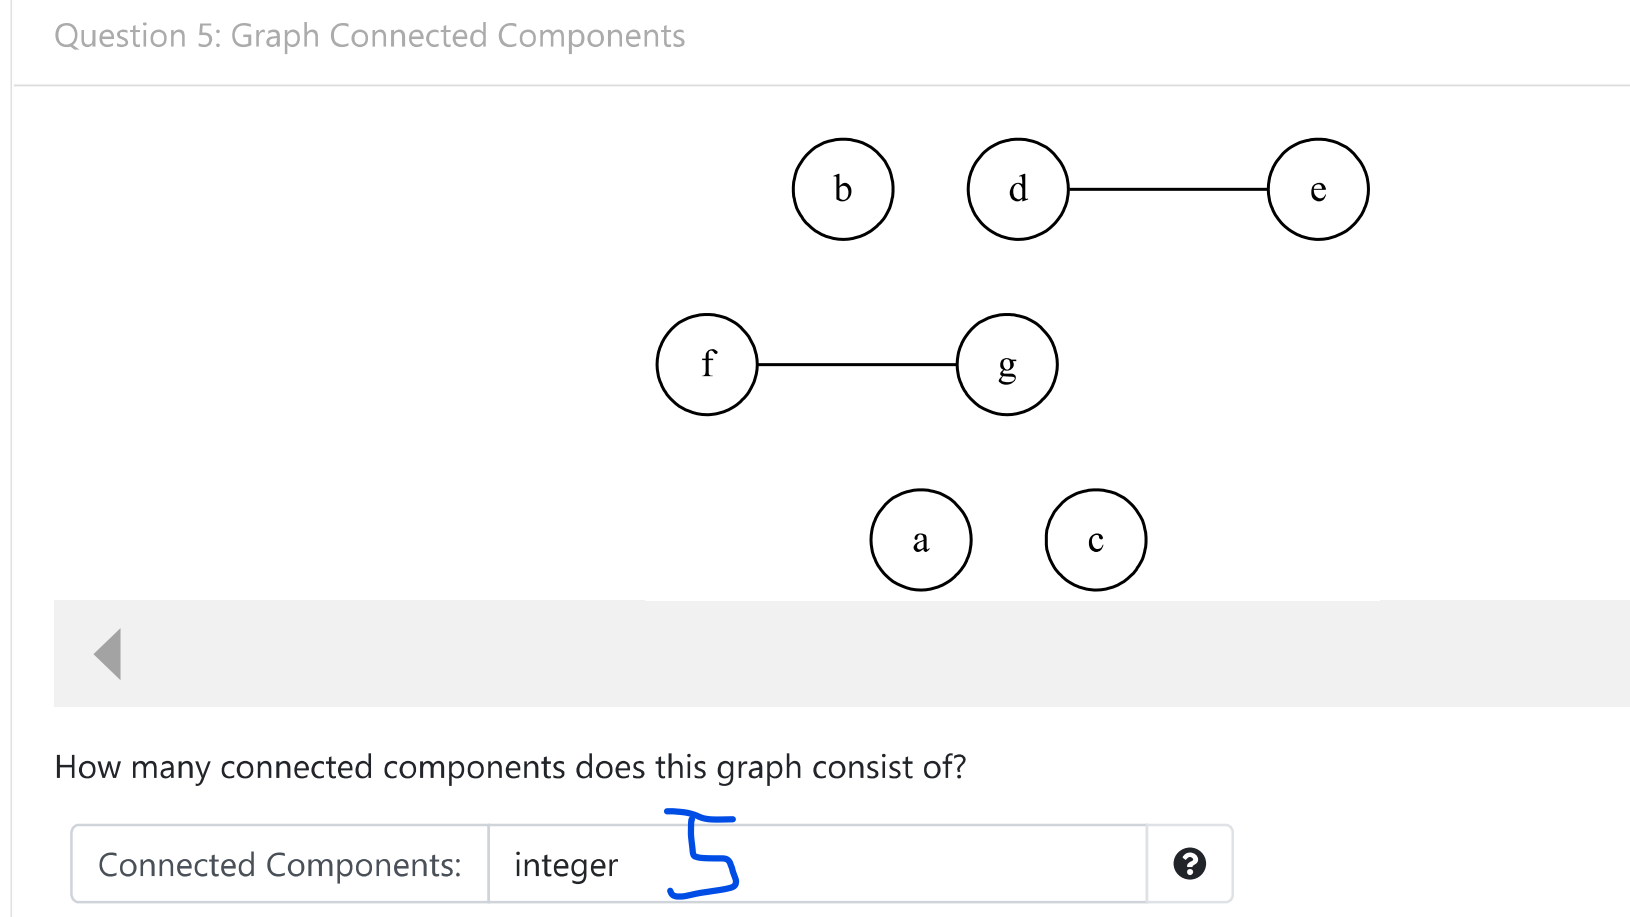 Question 5: Graph Connected Components
b d e
f g
a c
How many connected components does this graph consist of?
Connected Components: integer 5 ?